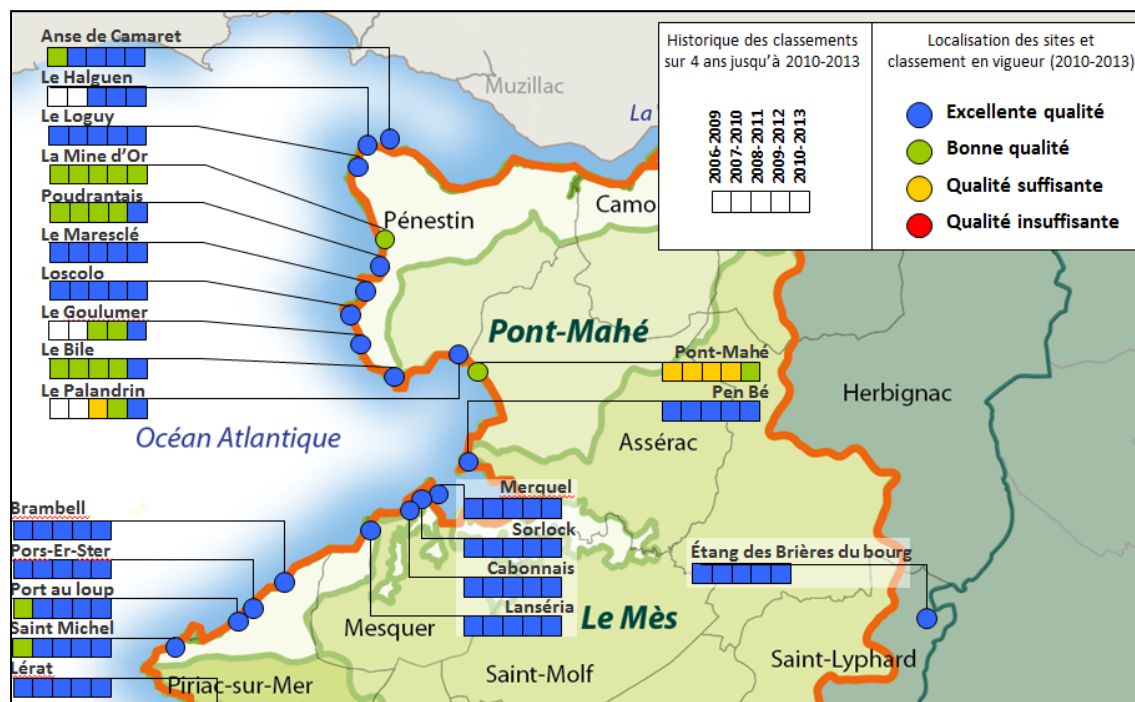 Anse de Camaret
Le Halguen
Le Loguy
La Mine d'Or
Poudrantais
Le Maresclé
Loscolo
Le Goulumer
Le Bile
Le Palandrin
Océan Atlantique
Brambell
Pors-Er-Ster
Port au loup
Saint Michel
Lérat
Muzillac
La
Pénestin
Camo
Pont-Mahé
Pont-Mahé
Pen Bé
Assérac
Herbignac
Merquel
Sorlock
Cabonnais
Lanséria
Étang des Brières du bourg
Mesquer
Le Mès
Saint-Molf
Saint-Lyphard
Piriac-sur-Mer
Historique des classements
sur 4 ans jusqu'à 2010-2013
2006-2009
2007-2010
2008-2011
2009-2012
2010-2013
Localisation des sites et
classement en vigueur (2010-2013)
Excellente qualité
Bonne qualité
Qualité suffisante
Qualité insuffisante